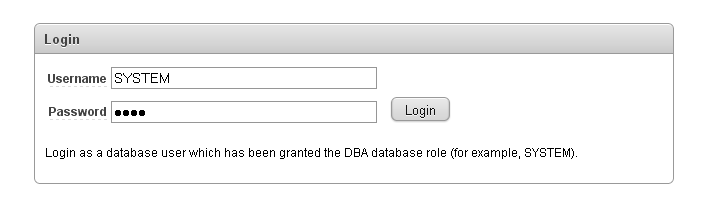 Login
Username SYSTEM
Password ●●●● Login
Login as a database user which has been granted the DBA database role (for example, SYSTEM).